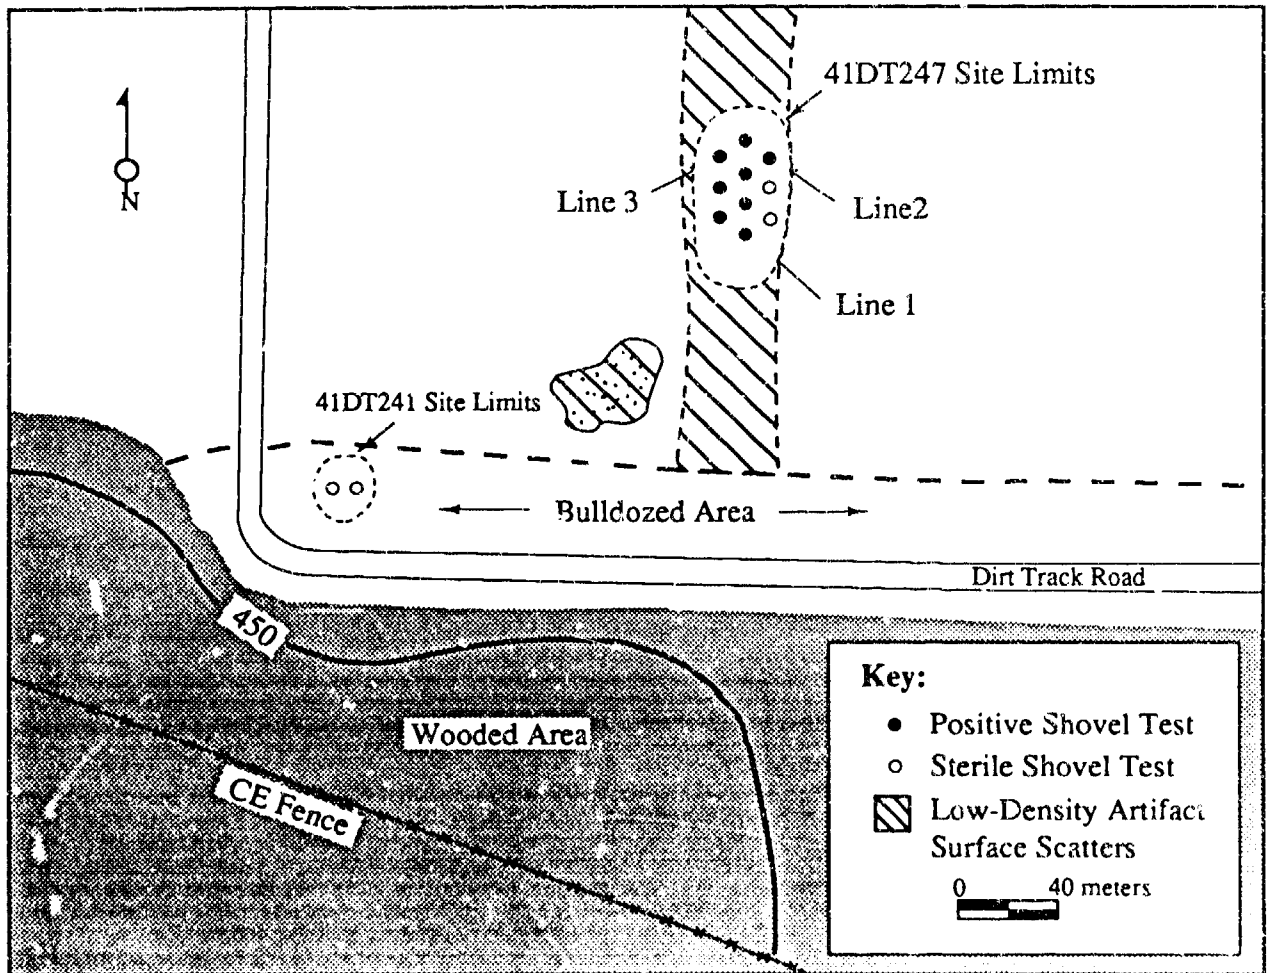 41DT247 Site Limits
N
Line 3
Line2
Line 1
41DT241 Site Limits
Bulldozed Area
Dirt Track Road
450
Wooded Area
CE Fence
Key:
Positive Shovel Test
Sterile Shovel Test
Low-Density Artifact
Surface Scatters
0 40 meters